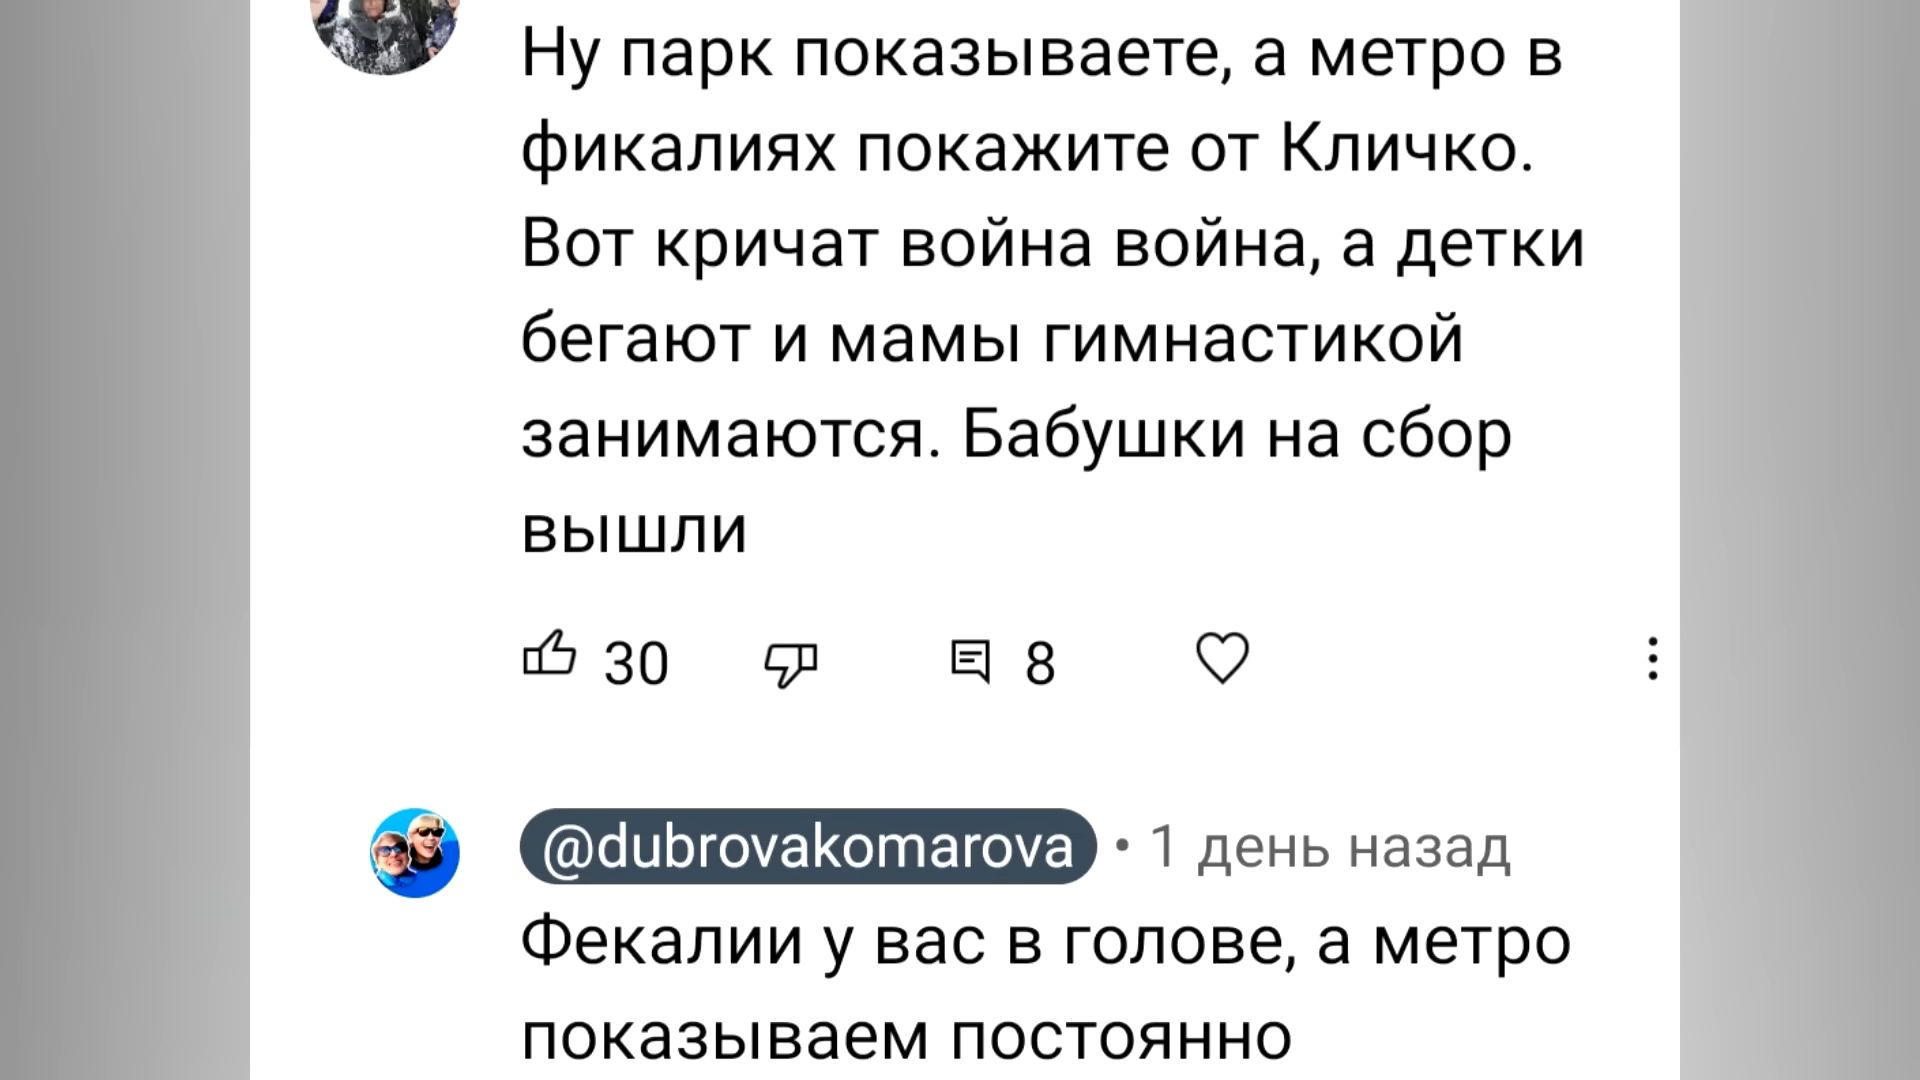 Ну парк показываете, а метро в
фикалиях покажите от Кличко.
Вот кричат война война, а детки
бегают и мамы гимнастикой
занимаются. Бабушки на сбор
вышли
30 8
@dubrovakomarova • 1 день назад
Фекалии у вас в голове, а метро
показываем постоянно